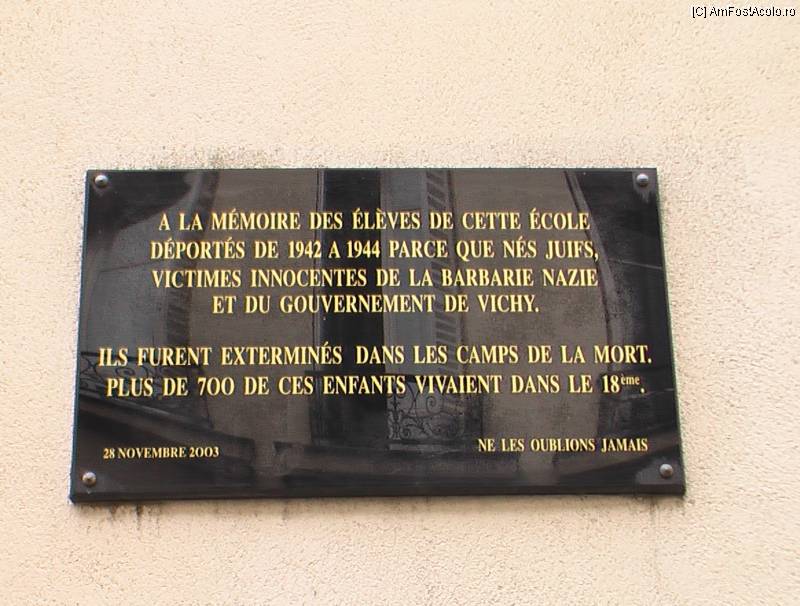 [C] AmFostAcolo.ro
A LA MÉMOIRE DES ÉLÈVES DE CETTE ÉCOLE
DÉPORTÉS DE 1942 A 1944 PARCE QUE NÉS JUIFS,
VICTIMES INNOCENTES DE LA BARBARIE NAZIE
ET DU GOUVERNEMENT DE VICHY.
ILS FURENT EXTERMINÉS DANS LES CAMPS DE LA MORT.
PLUS DE 700 DE CES ENFANTS VIVAIENT DANS LE 18ème.
28 NOVEMBRE 2003
NE LES OUBLIONS JAMAIS